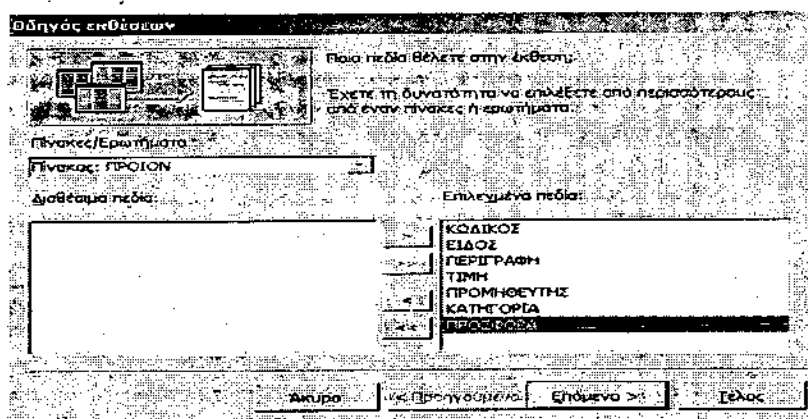 Οδηγός εκθέσεων
Ποια πεδία θέλετε στην έκθεση;
Έχετε τη δυνατότητα να επιλέξετε από περισσότερους
από έναν πίνακες ή ερωτήματα.
Πίνακες/Ερωτήματα
Πίνακας: ΠΡΟΙΟΝ
Διαθέσιμα πεδία:
Επιλεγμένα πεδία:
>
>>
<
<<
ΚΩΔΙΚΟΣ
ΕΙΔΟΣ
ΠΕΡΙΓΡΑΦΗ
ΤΙΜΗ
ΠΡΟΜΗΘΕΥΤΗΣ
ΚΑΤΗΓΟΡΙΑ
ΠΡΟΣΦΟΡΑ
Άκυρο
< Προηγούμενο
Επόμενο >
Τέλος